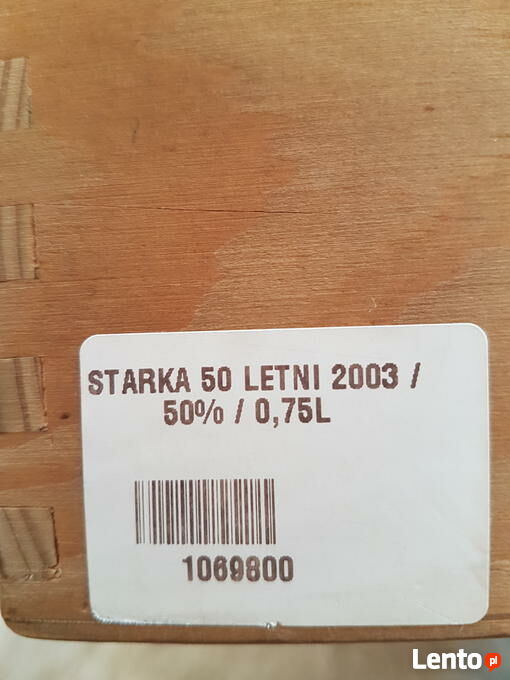 STARKA 50 LETNI 2003 /
50% / 0,75L
1069800
Lento pl